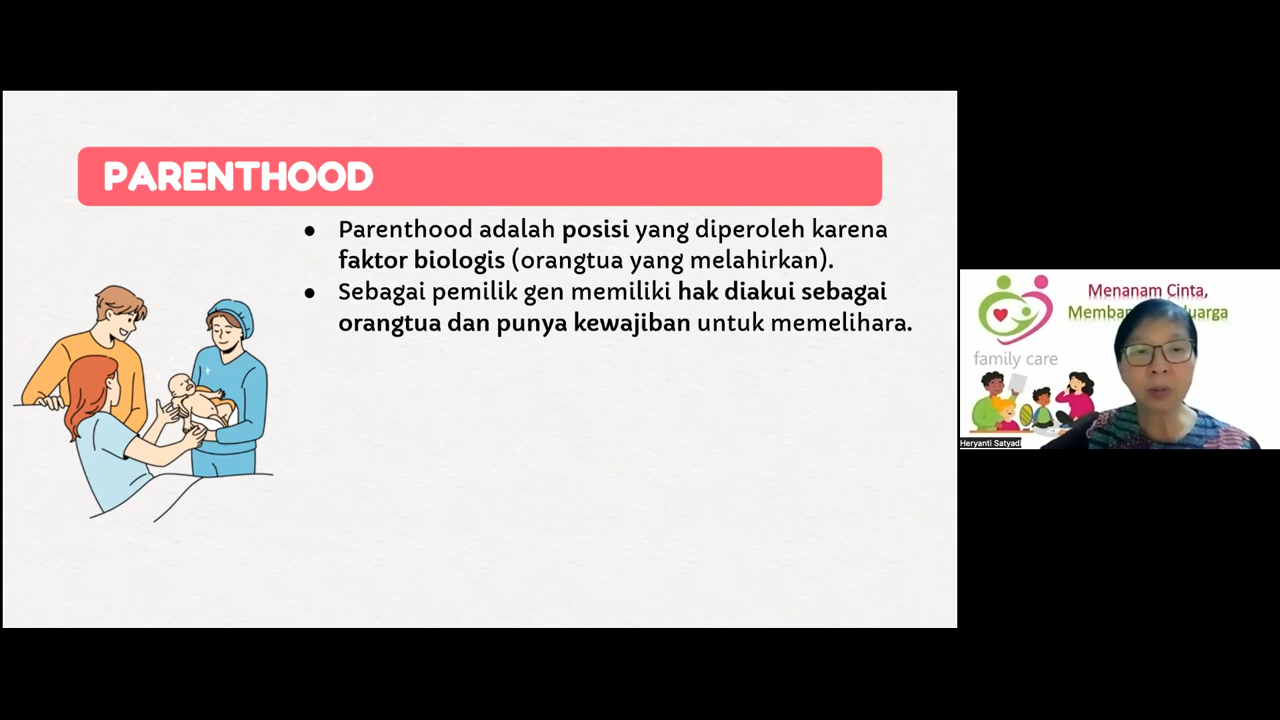 PARENTHOOD
● Parenthood adalah posisi yang diperoleh karena
faktor biologis (orangtua yang melahirkan).
● Sebagai pemilik gen memiliki hak diakui sebagai
orangtua dan punya kewajiban untuk memelihara.
Menanam Cinta,
family care
Heryanti Satyadi